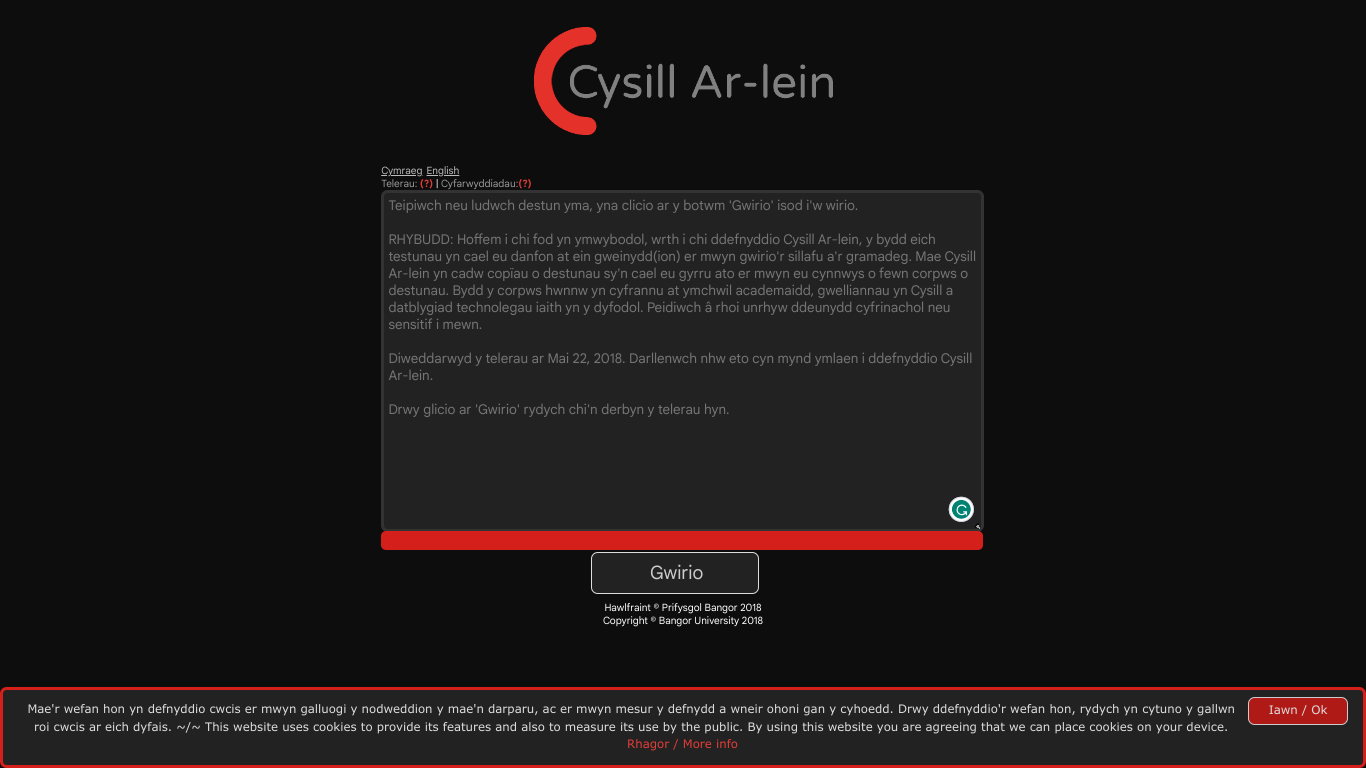 Cysill Ar-lein
Cymraeg English
Telerau: (?) | Cyfarwyddiadau:(?)
Teipiwch neu ludwch destun yma, yna clicio ar y botwm 'Gwirio' isod i'w wirio.
RHYBUDD: Hoffem i chi fod yn ymwybodol, wrth i chi ddefnyddio Cysill Ar-lein, y bydd eich
testunau yn cael eu danfon at ein gweinydd(ion) er mwyn gwirio'r sillafu a'r gramadeg. Mae Cysill
Ar-lein yn cadw copïau o destunau sy'n cael eu gyrru ato er mwyn eu cynnwys o fewn corpws o
destunau. Bydd y corpws hwnnw yn cyfrannu at ymchwil academaidd, gwelliannau yn Cysill a
datblygiad technolegau iaith yn y dyfodol. Peidiwch â rhoi unrhyw ddeunydd cyfrinachol neu
sensitif i mewn.
Diweddarwyd y telerau ar Mai 22, 2018. Darllenwch nhw eto cyn mynd ymlaen i ddefnyddio Cysill
Ar-lein.
Drwy glicio ar 'Gwirio' rydych chi'n derbyn y telerau hyn.
Gwirio
Hawlfraint © Prifysgol Bangor 2018
Copyright © Bangor University 2018
Mae'r wefan hon yn defnyddio cwcis er mwyn galluogi y nodweddion y mae'n darparu, ac er mwyn mesur y defnydd a wneir ohoni gan y cyhoedd. Drwy ddefnyddio'r wefan hon, rydych yn cytuno y gallwn
roi cwcis ar eich dyfais. ~/~ This website uses cookies to provide its features and also to measure its use by the public. By using this website you are agreeing that we can place cookies on your device.
Rhagor / More info
Iawn / Ok